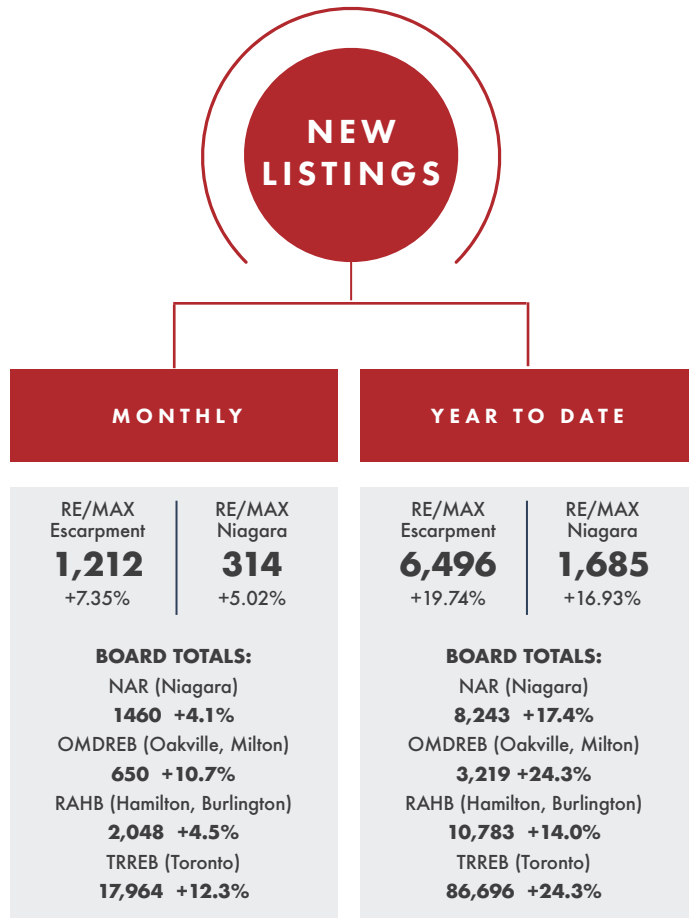 NEW
LISTINGS
MONTHLY
RE/MAX
Escarpment
1,212
+7.35%
RE/MAX
Niagara
314
+5.02%
BOARD TOTALS:
NAR (Niagara)
1460 +4.1%
OMDREB (Oakville, Milton)
650 +10.7%
RAHB (Hamilton, Burlington)
2,048 +4.5%
TRREB (Toronto)
17,964 +12.3%
YEAR TO DATE
RE/MAX
Escarpment
6,496
+19.74%
RE/MAX
Niagara
1,685
+16.93%
BOARD TOTALS:
NAR (Niagara)
8,243 +17.4%
OMDREB (Oakville, Milton)
3,219 +24.3%
RAHB (Hamilton, Burlington)
10,783 +14.0%
TRREB (Toronto)
86,696 +24.3%